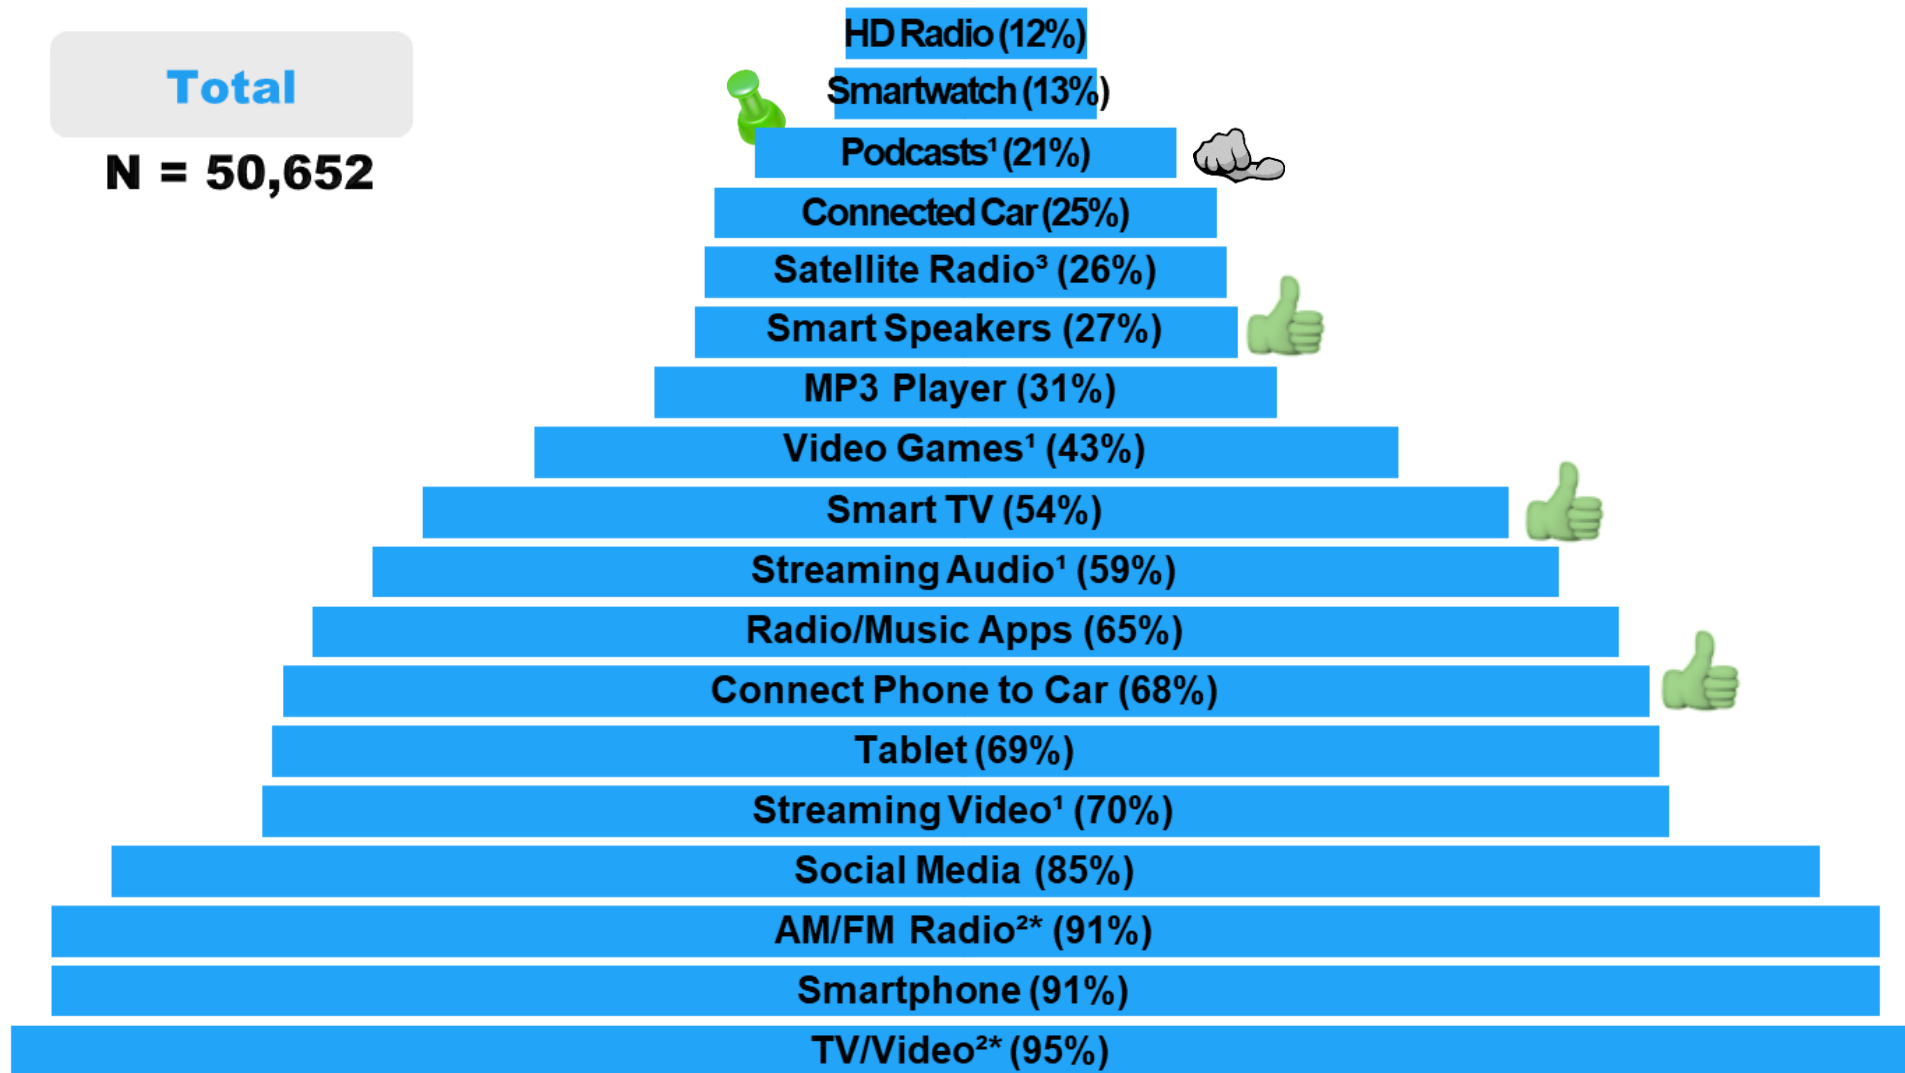 Total
N = 50,652
HD Radio (12%)
Smartwatch (13%)
Podcasts¹ (21%)
Connected Car (25%)
Satellite Radio³ (26%)
Smart Speakers (27%)
MP3 Player (31%)
Video Games¹ (43%)
Smart TV (54%)
Streaming Audio¹ (59%)
Radio/Music Apps (65%)
Connect Phone to Car (68%)
Tablet (69%)
Streaming Video¹ (70%)
Social Media (85%)
AM/FM Radio²* (91%)
Smartphone (91%)
TV/Video²* (95%)